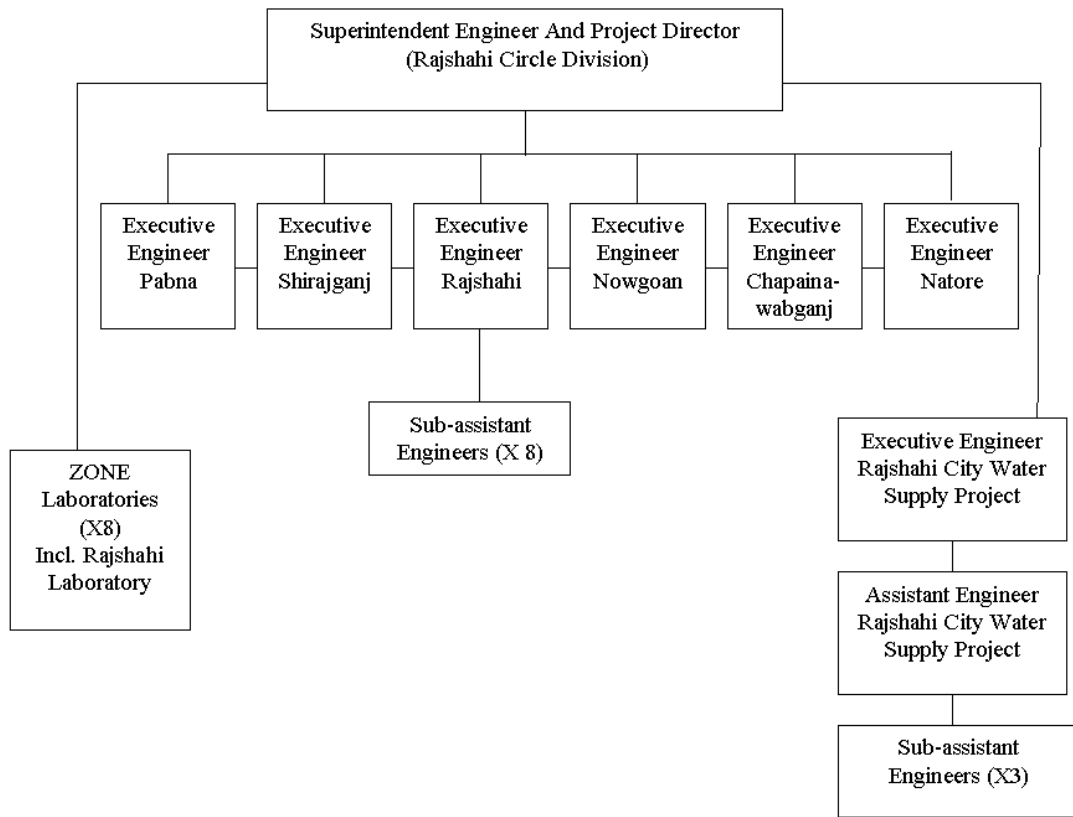 Superintendent Engineer And Project Director
(Rajshahi Circle Division)
Executive
Engineer
Pabna
Executive
Engineer
Shirajganj
Executive
Engineer
Rajshahi
Executive
Engineer
Nowgoan
Executive
Engineer
Chapaina-
wabganj
Executive
Engineer
Natore
Sub-assistant
Engineers (X 8)
ZONE
Laboratories
(X8)
Incl. Rajshahi
Laboratory
Executive Engineer
Rajshahi City Water
Supply Project
Assistant Engineer
Rajshahi City Water
Supply Project
Sub-assistant
Engineers (X3)